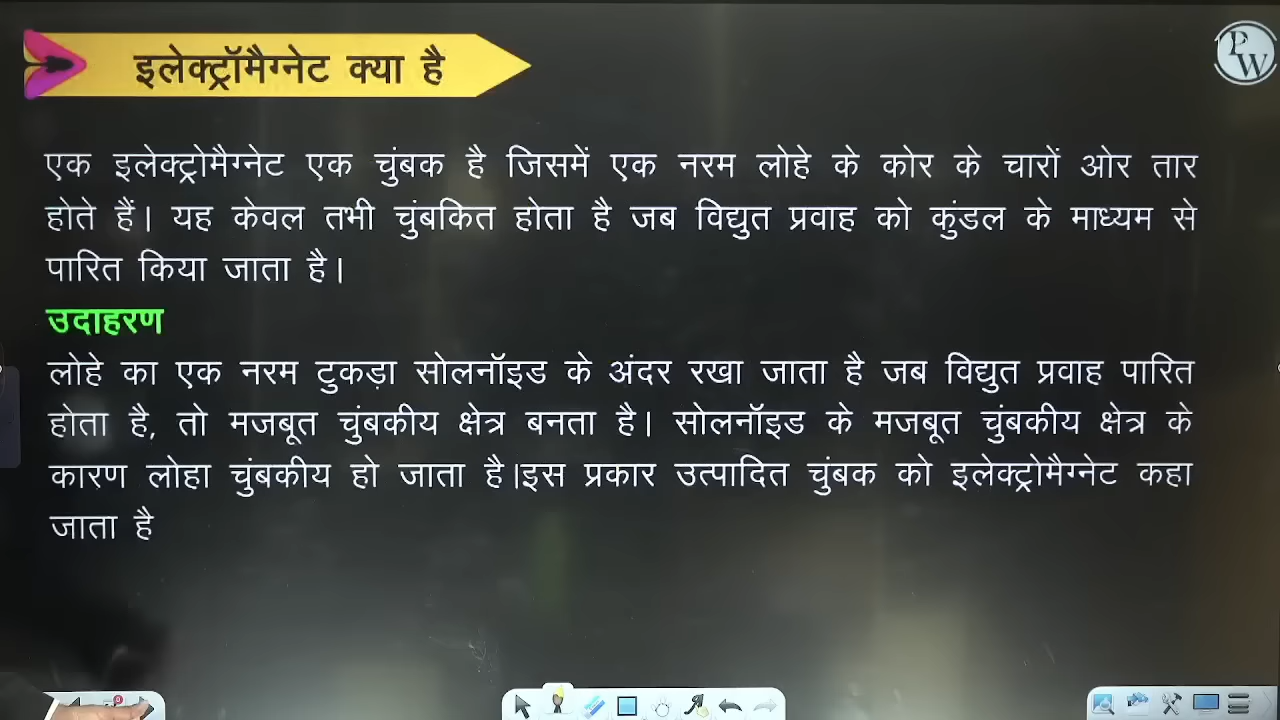 इलेक्ट्रॉमैग्नेट क्या है
PW
एक इलेक्ट्रोमैग्नेट एक चुंबक है जिसमें एक नरम लोहे के कोर के चारों ओर तार
होते हैं। यह केवल तभी चुंबकित होता है जब विद्युत प्रवाह को कुंडल के माध्यम से
पारित किया जाता है।
उदाहरण
लोहे का एक नरम टुकड़ा सोलनॉइड के अंदर रखा जाता है जब विद्युत प्रवाह पारित
होता है, तो मजबूत चुंबकीय क्षेत्र बनता है। सोलनॉइड के मजबूत चुंबकीय क्षेत्र के
कारण लोहा चुंबकीय हो जाता है।इस प्रकार उत्पादित चुंबक को इलेक्ट्रोमैग्नेट कहा
जाता है